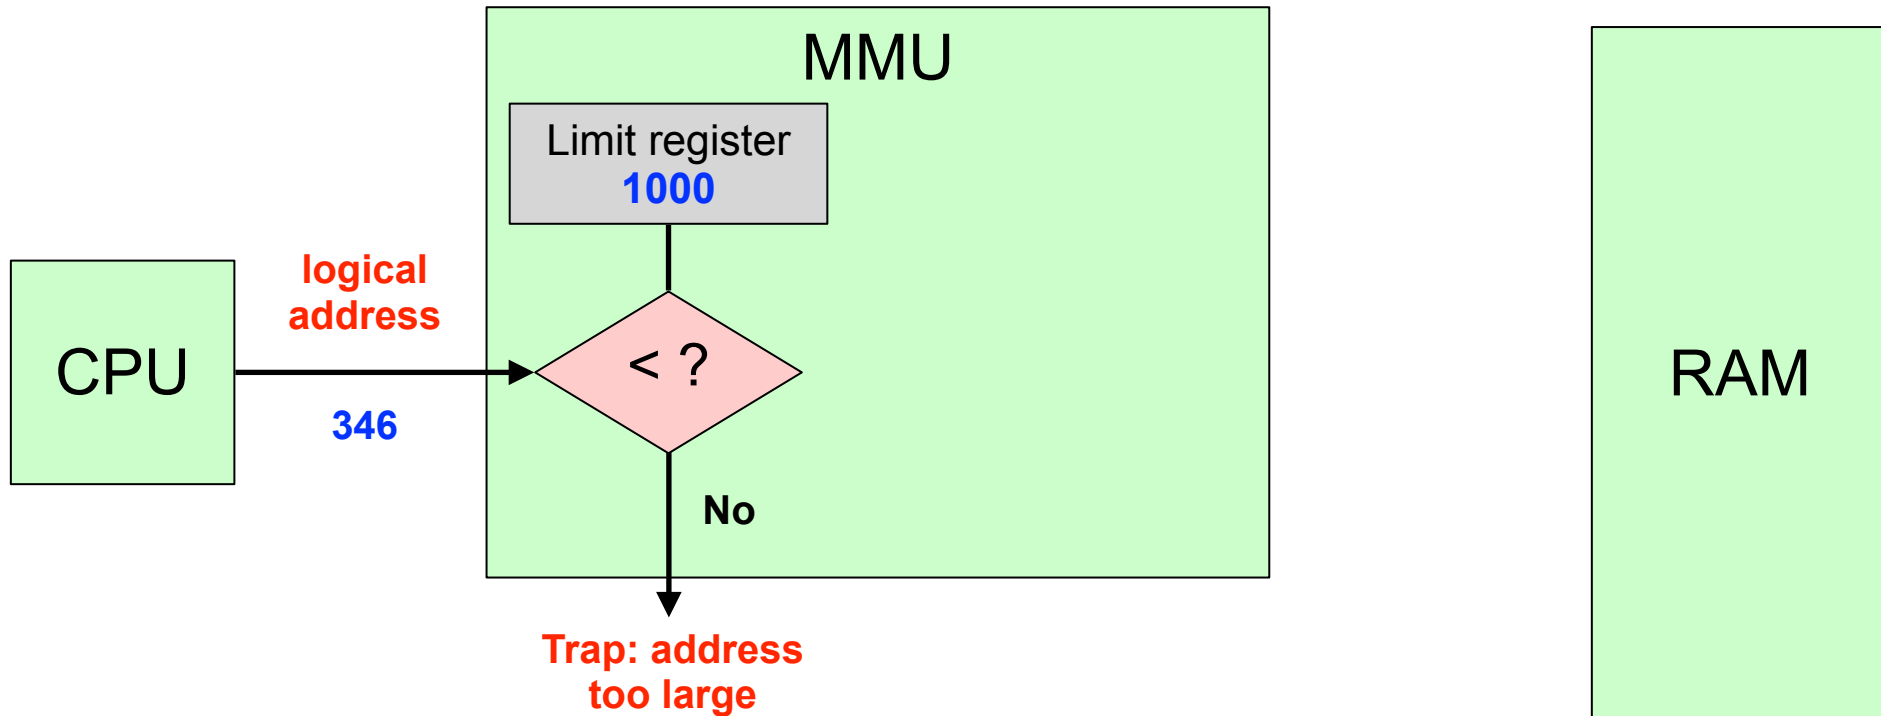 MMU
Limit register
1000
logical
address
CPU
< ?
RAM
346
No
Trap: address
too large